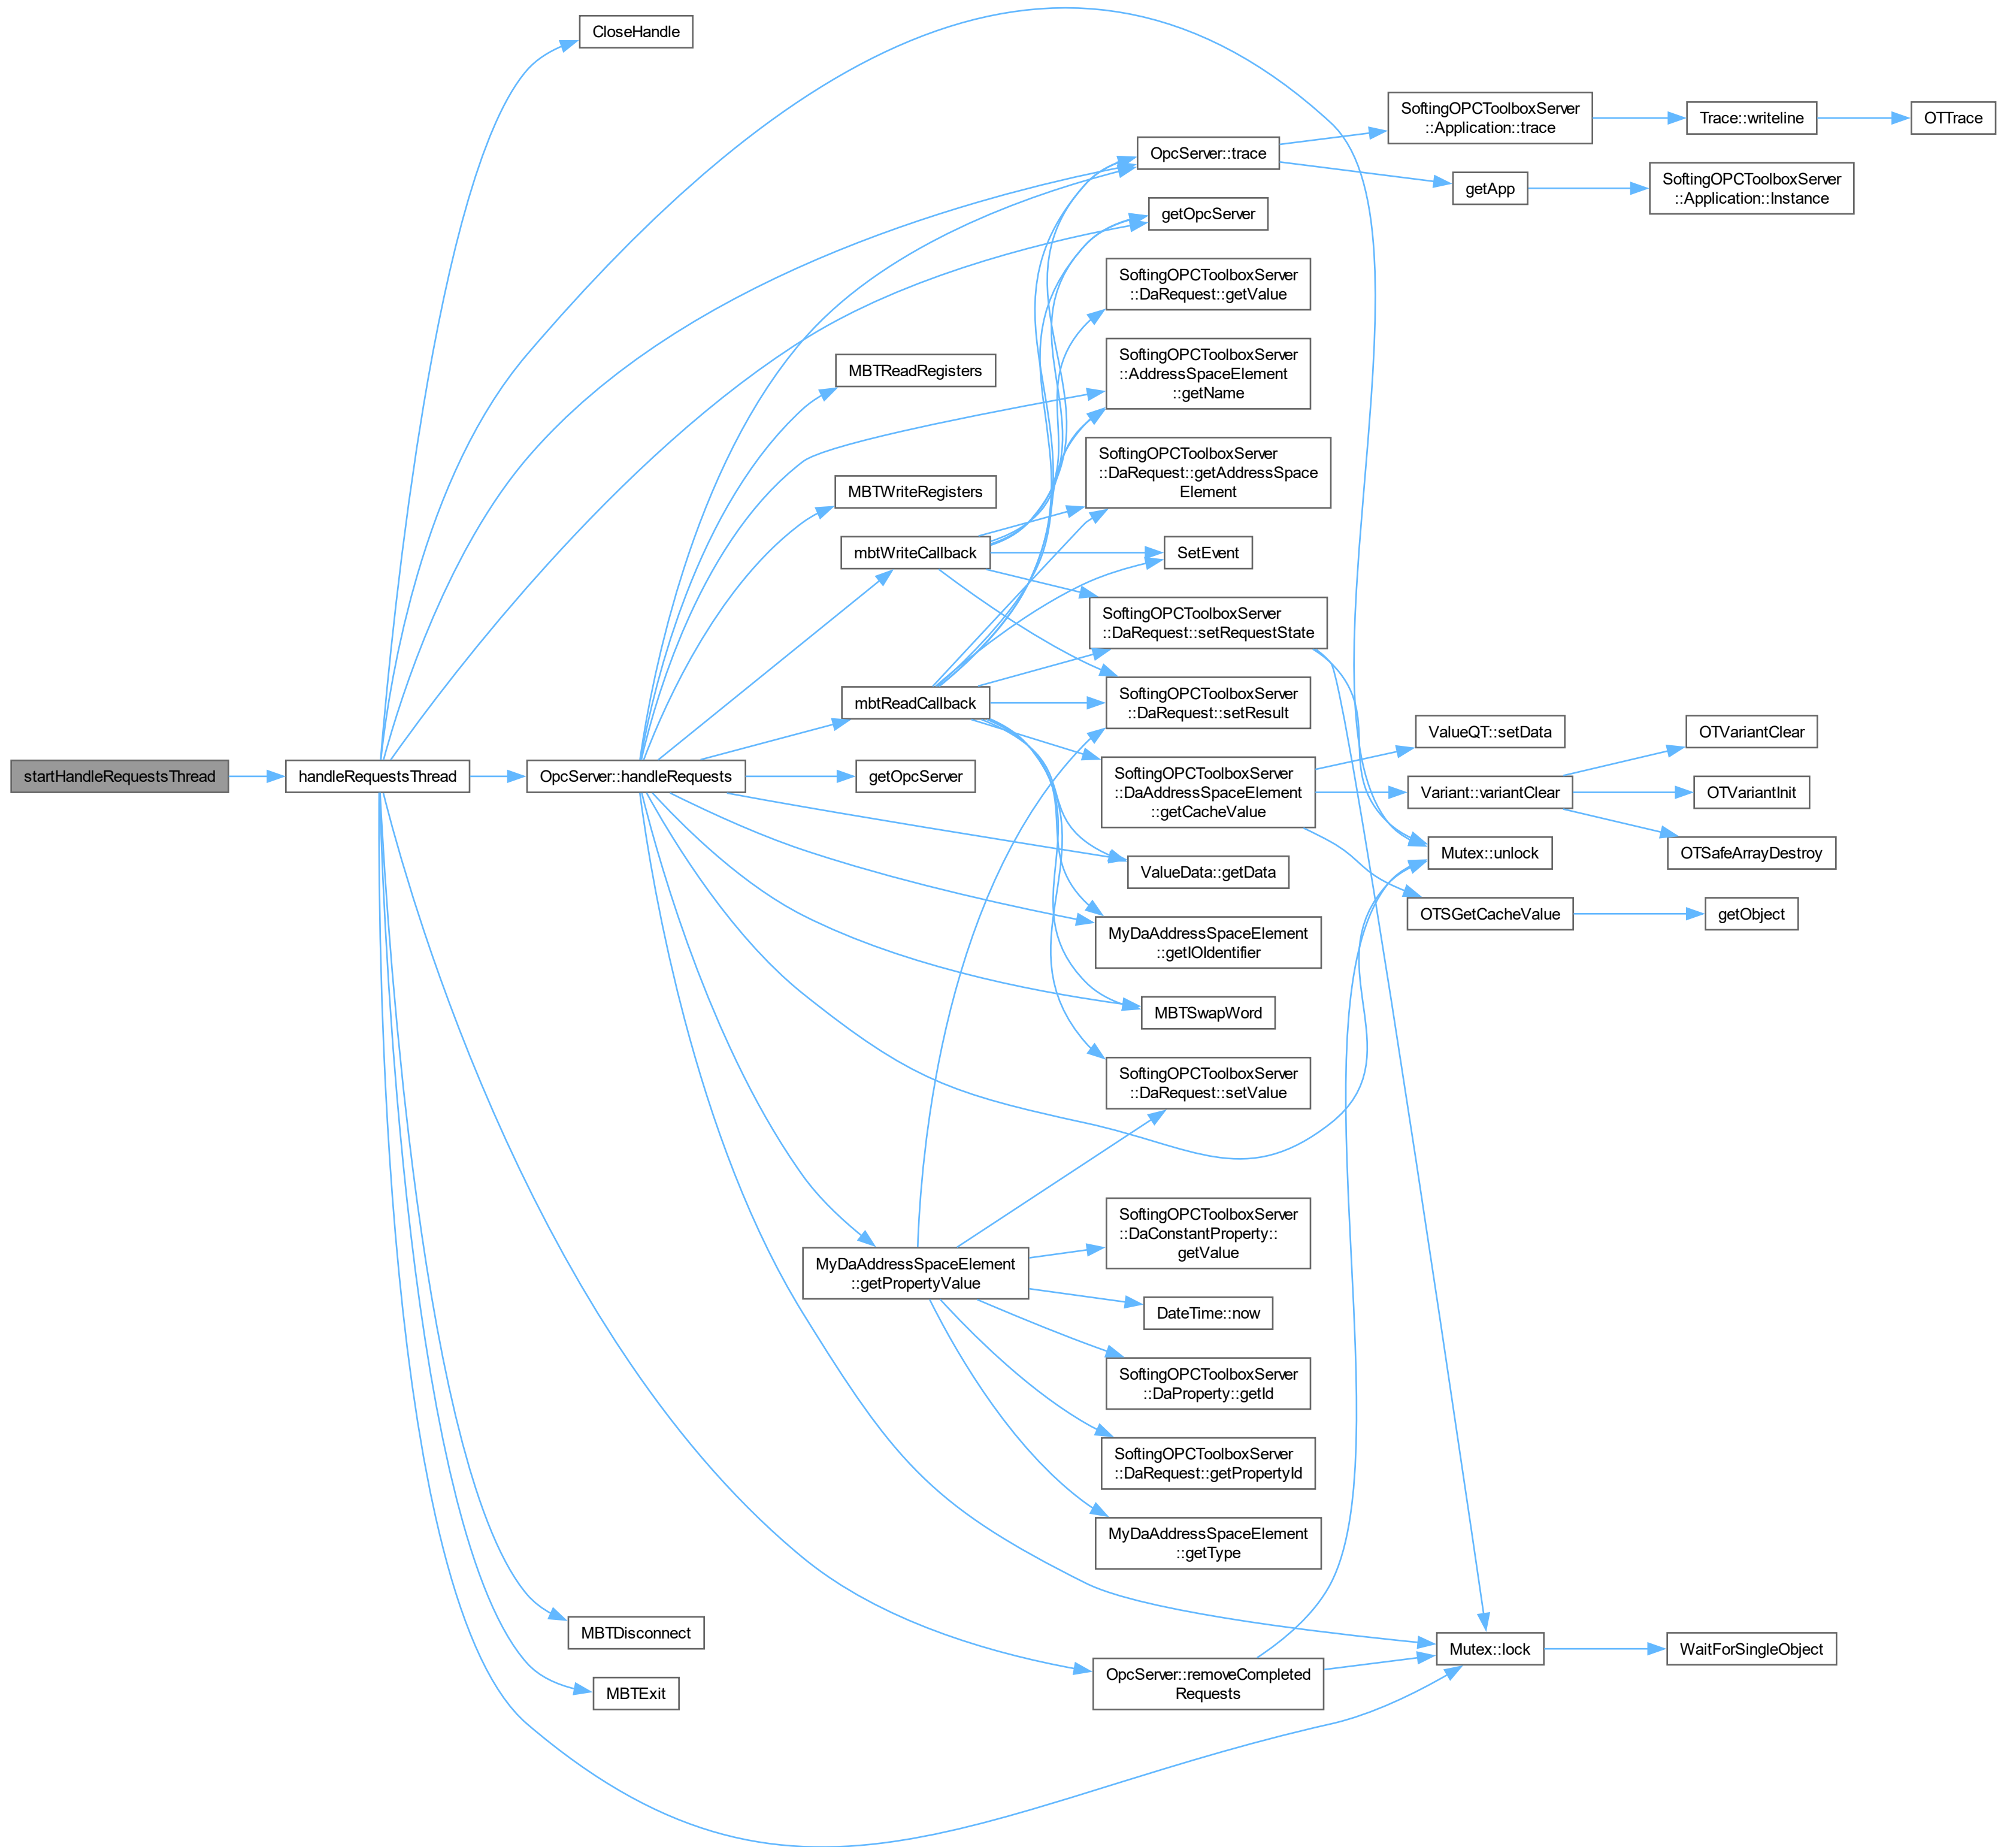 CloseHandle
SoftingOPCToolboxServer
::Application::trace
Trace::writeline
OTTrace
OpcServer::trace
getApp
SoftingOPCToolboxServer
::Application::Instance
getOpcServer
SoftingOPCToolboxServer
::DaRequest::getValue
MBTReadRegisters
SoftingOPCToolboxServer
::AddressSpaceElement
::getName
SoftingOPCToolboxServer
::DaRequest::getAddressSpace
Element
MBTWriteRegisters
mbtWriteCallback
SetEvent
SoftingOPCToolboxServer
::DaRequest::setRequestState
mbtReadCallback
SoftingOPCToolboxServer
::DaRequest::setResult
ValueQT::setData
OTVariantClear
startHandleRequestsThread
handleRequestsThread
OpcServer::handleRequests
getOpcServer
SoftingOPCToolboxServer
::DaAddressSpaceElement
::getCacheValue
Variant::variantClear
OTVariantInit
Mutex::unlock
OTSafeArrayDestroy
ValueData::getData
OTSGetCacheValue
getObject
MyDaAddressSpaceElement
::getIOIdentifier
MBTSwapWord
SoftingOPCToolboxServer
::DaRequest::setValue
SoftingOPCToolboxServer
::DaConstantProperty::
getValue
MyDaAddressSpaceElement
::getPropertyValue
DateTime::now
SoftingOPCToolboxServer
::DaProperty::getId
SoftingOPCToolboxServer
::DaRequest::getPropertyId
MyDaAddressSpaceElement
::getType
MBTDisconnect
Mutex::lock
WaitForSingleObject
OpcServer::removeCompleted
Requests
MBTExit